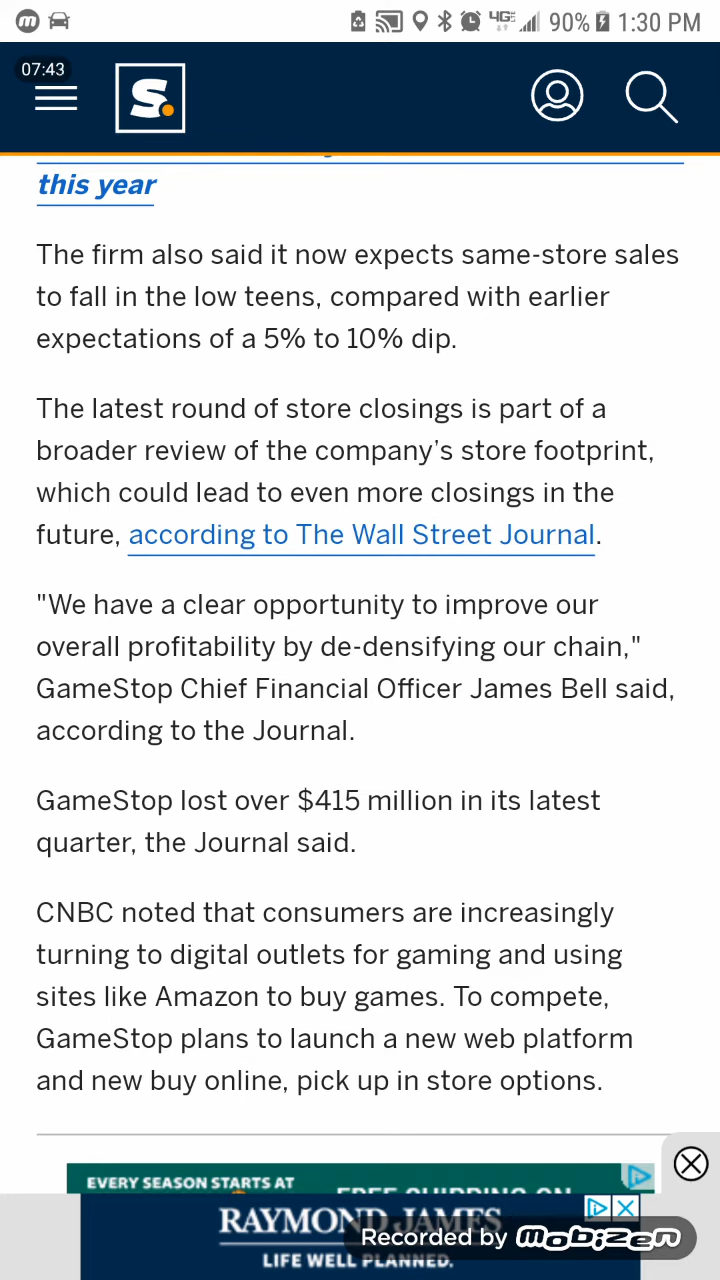 90% 1:30 PM
07:43
S.
this year
The firm also said it now expects same-store sales
to fall in the low teens, compared with earlier
expectations of a 5% to 10% dip.
The latest round of store closings is part of a
broader review of the company’s store footprint,
which could lead to even more closings in the
future, according to The Wall Street Journal.
"We have a clear opportunity to improve our
overall profitability by de-densifying our chain,"
GameStop Chief Financial Officer James Bell said,
according to the Journal.
GameStop lost over $415 million in its latest
quarter, the Journal said.
CNBC noted that consumers are increasingly
turning to digital outlets for gaming and using
sites like Amazon to buy games. To compete,
GameStop plans to launch a new web platform
and new buy online, pick up in store options.
EVERY SEASON STARTS AT
FREE SHIPPING ON
RAYMOND JAMES
Recorded by Mobizen
LIFE WELL PLANNED.